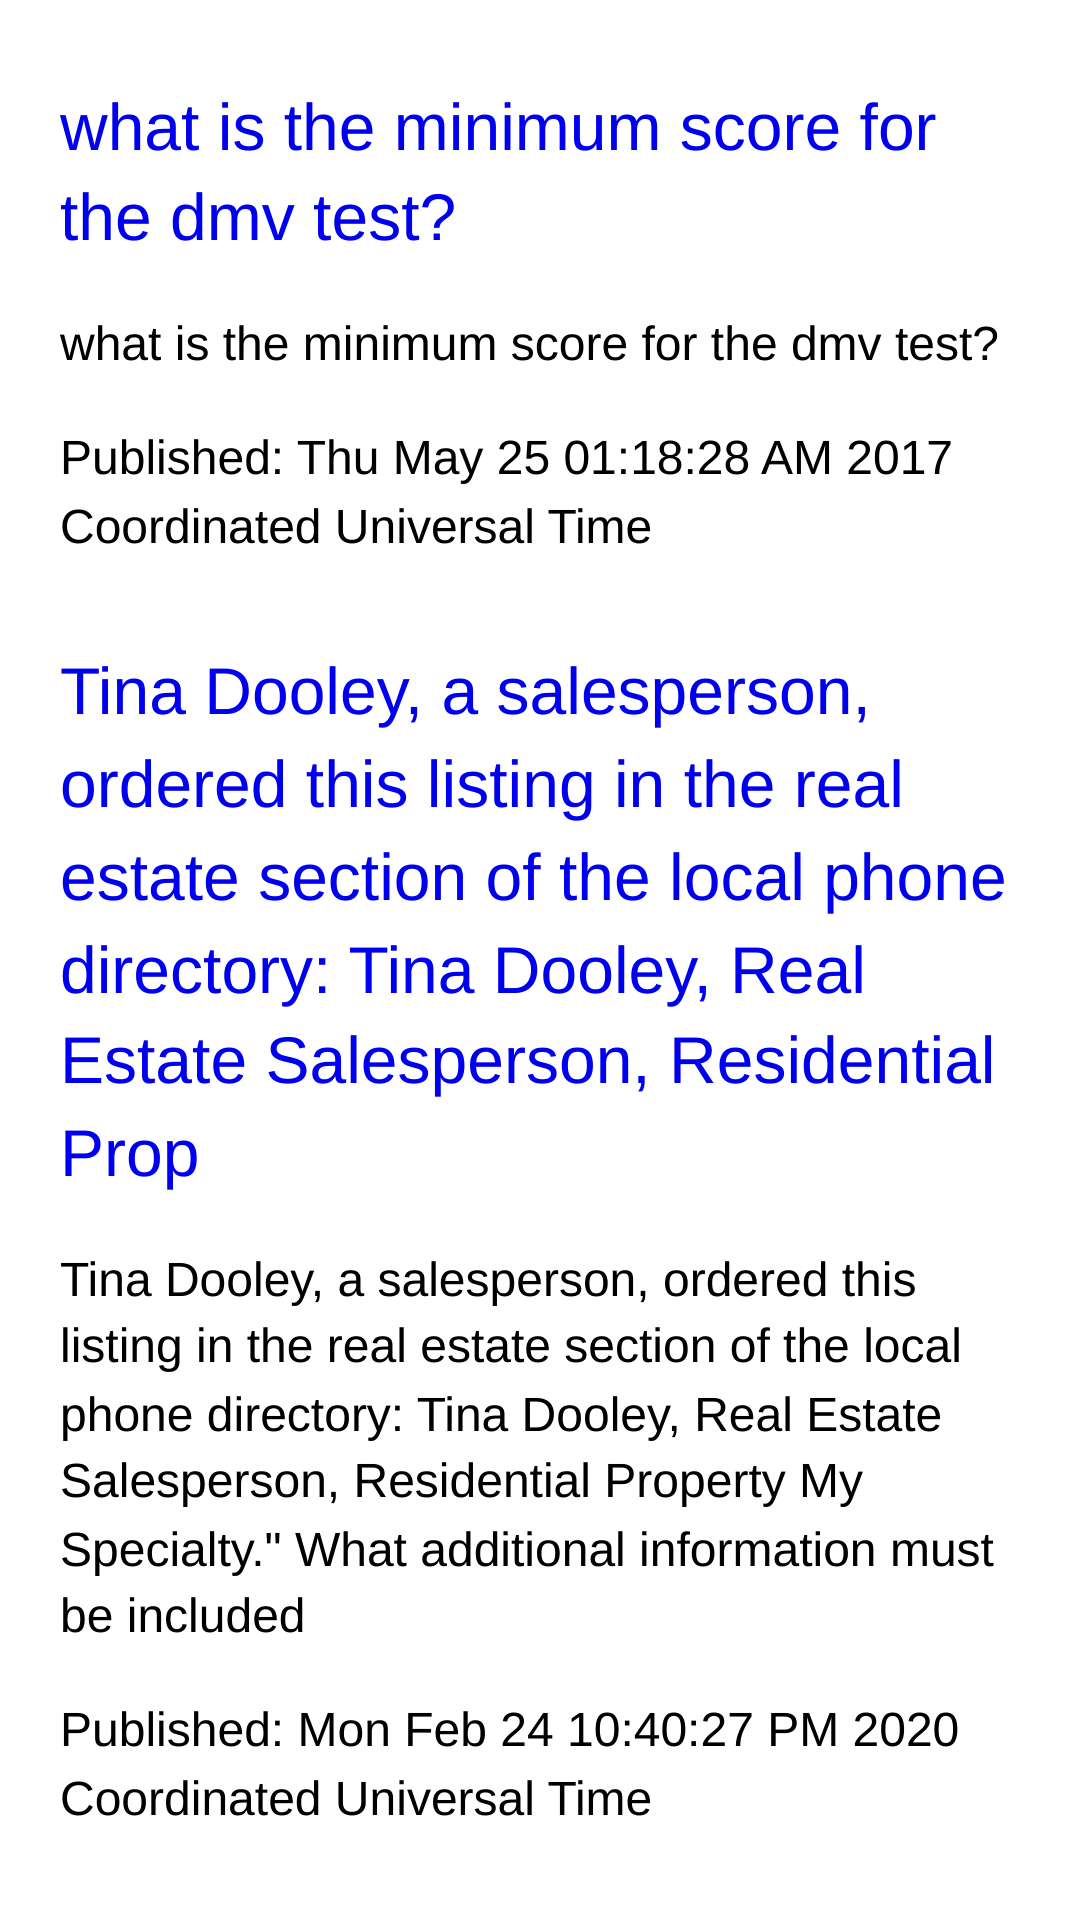 what is the minimum score for
the dmv test?
what is the minimum score for the dmv test?
Published: Thu May 25 01:18:28 AM 2017
Coordinated Universal Time
Tina Dooley, a salesperson,
ordered this listing in the real
estate section of the local phone
directory: Tina Dooley, Real
Estate Salesperson, Residential
Prop
Tina Dooley, a salesperson, ordered this
listing in the real estate section of the local
phone directory: Tina Dooley, Real Estate
Salesperson, Residential Property My
Specialty." What additional information must
be included
Published: Mon Feb 24 10:40:27 PM 2020
Coordinated Universal Time